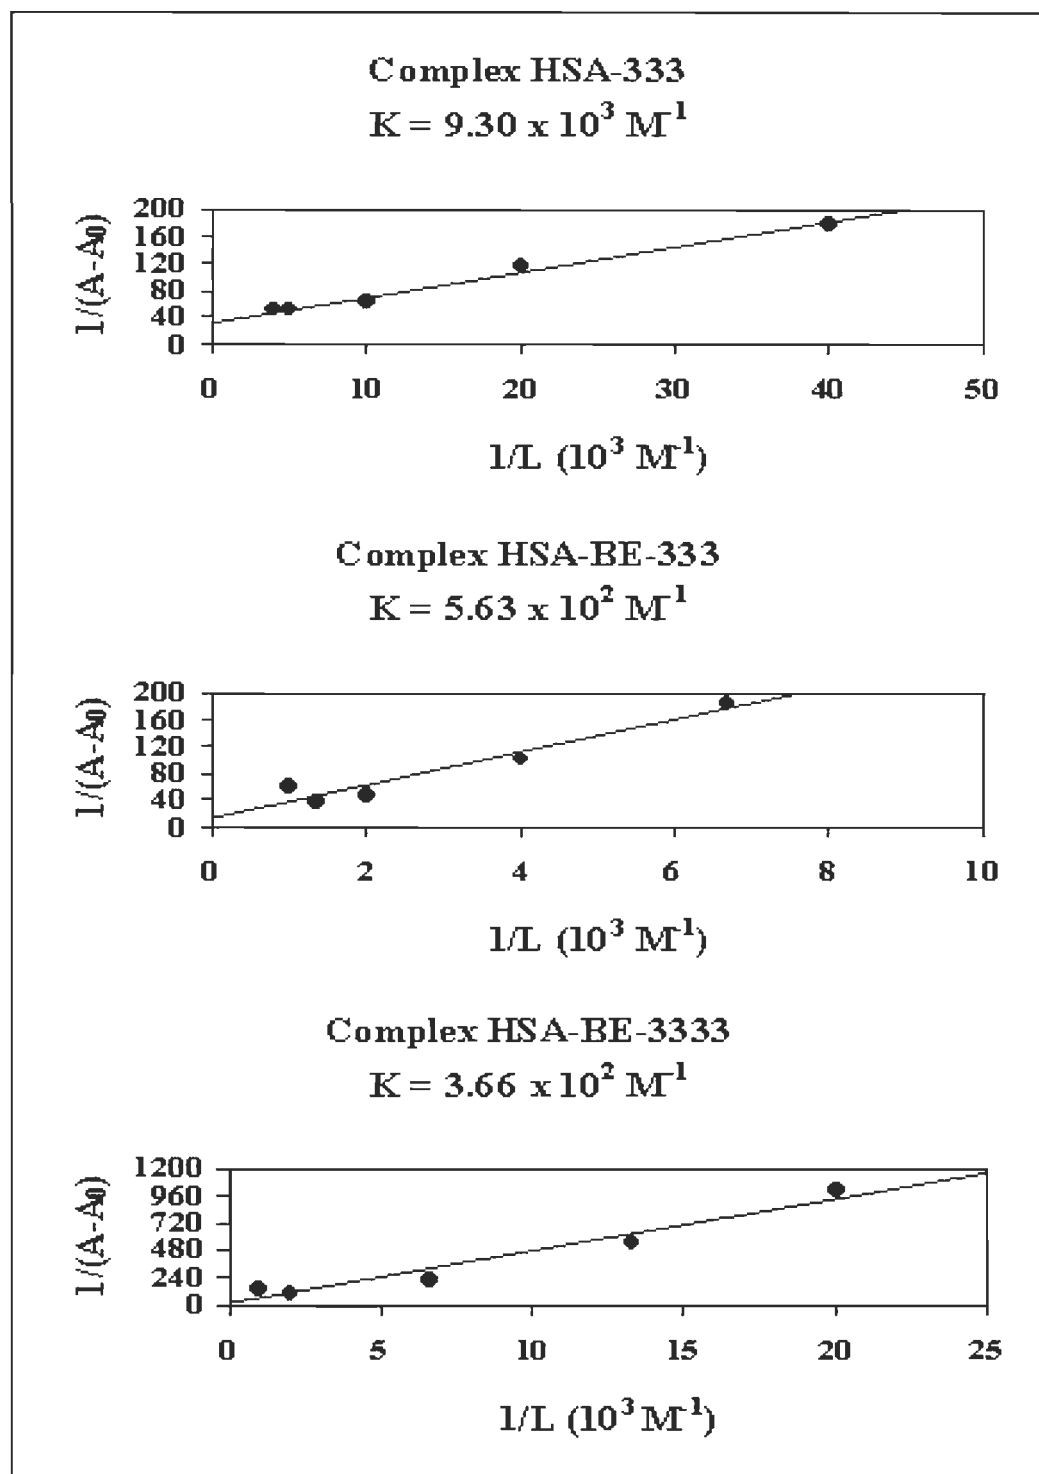 Complex HSA-333
K = 9.30 x 10³ M⁻¹
1/(A-A₀)
200
160
120
80
40
0
0 10 20 30 40 50
1/L (10³ M⁻¹)
Complex HSA-BE-333
K = 5.63 x 10² M⁻¹
1/(A-A₀)
200
160
120
80
40
0
0 2 4 6 8 10
1/L (10³ M⁻¹)
Complex HSA-BE-3333
K = 3.66 x 10² M⁻¹
1/(A-A₀)
1200
960
720
480
240
0
0 5 10 15 20 25
1/L (10³ M⁻¹)